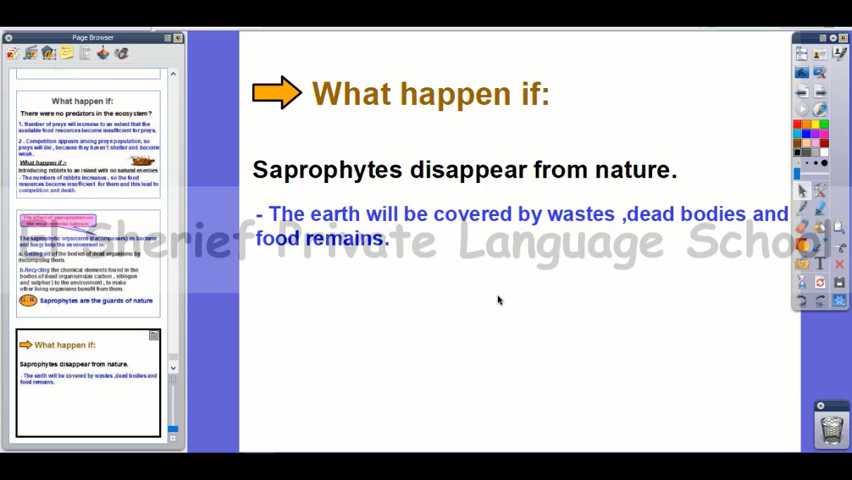 Page Browser
What happen if:
There were no predators in the ecosystem?
1. Number of preys will increase to an extent that the
available food resources become insufficient for preys.
2 . Competition appears among preys population, so
preys will die , because they haven't shelter and become
weak .
What happen if :-
Introducing rabbits to an island with no natural enemies
- The numbers of rabbits increases , so the food
resources become insufficient for them and this lead to
competition and death.
The saprophytic organisms (decomposers) as bacteria
and fungi help the environment in
a. Getting rid of the bodies of dead organisms by
decomposing them.
b.Recycling the chemical elements found in the
bodies of dead organisms(as carbon , nitrogen
and sulphur ) to the environment , to make
other living organisms benefit from them.
G.R Saprophytes are the guards of nature
What happen if:
Saprophytes disappear from nature.
- The earth will be covered by wastes ,dead bodies and
food remains.
What happen if:
Saprophytes disappear from nature.
- The earth will be covered by wastes ,dead bodies and
food remains.
Sherief Private Language School